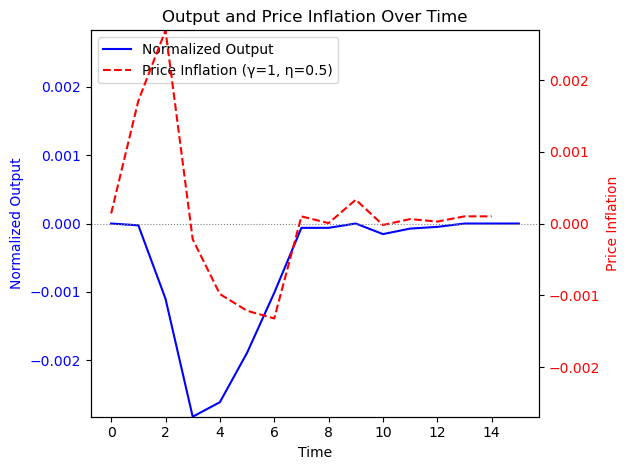 Output and Price Inflation Over Time
Normalized Output
Price Inflation (γ=1, η=0.5)
0.002
0.001
0.000
−0.001
−0.002
Normalized Output
0.002
0.001
0.000
−0.001
−0.002
Price Inflation
0 2 4 6 8 10 12 14
Time